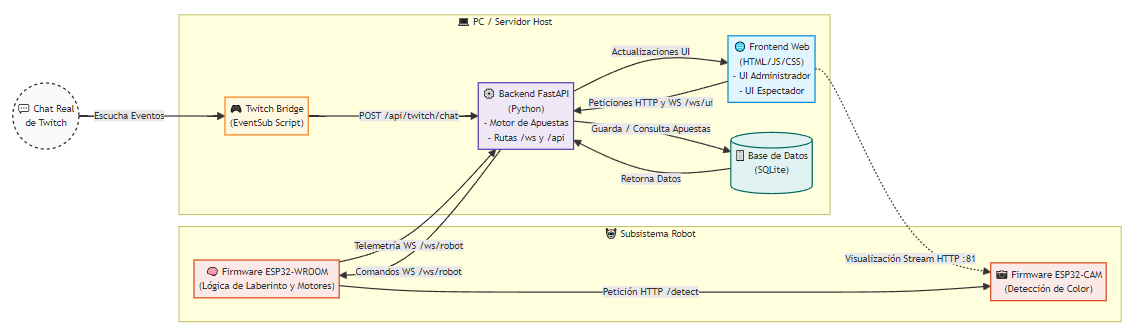 PC / Servidor Host
Chat Real
de Twitch
Escucha Eventos
Twitch Bridge
(EventSub Script)
POST /api/twitch/chat
Backend FastAPI
(Python)
- Motor de Apuestas
- Rutas /ws y /api
Actualizaciones UI
Peticiones HTTP y WS /ws/ui
Frontend Web
(HTML/JS/CSS)
- UI Administrador
- UI Espectador
Guarda / Consulta Apuestas
Retorna Datos
Base de Datos
(SQLite)
Subsistema Robot
Telemetría WS /ws/robot
Comandos WS /ws/robot
Firmware ESP32-WROOM
(Lógica de Laberinto y Motores)
Petición HTTP /detect
Visualización Stream HTTP :81
Firmware ESP32-CAM
(Detección de Color)